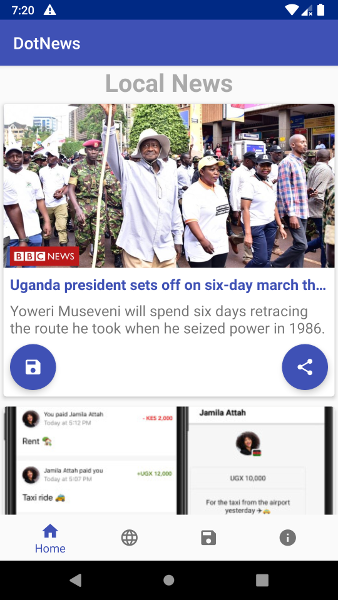 7:20
DotNews
Local News
BBC NEWS
Uganda president sets off on six-day march th...
Yoweri Museveni will spend six days retracing
the route he took when he seized power in 1986.
You paid Jamila Attah
Today at 5:12 PM
- KES 2,000
Rent
Jamila Attah paid you
Today at 5:07 PM
+UGX 12,000
Taxi ride
Jamila Attah
UGX 10,000
For the taxi from the airport
yesterday
Home